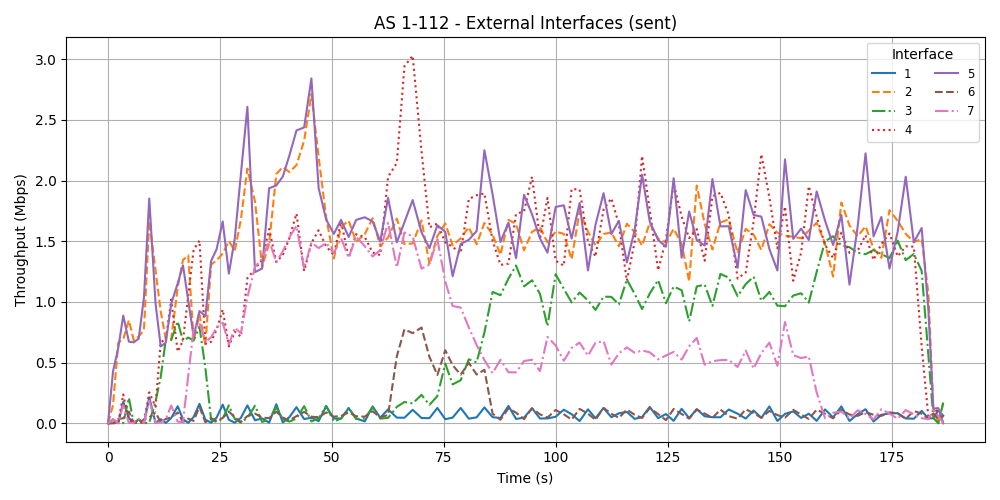 AS 1-112 - External Interfaces (sent)
Throughput (Mbps)
3.0
2.5
2.0
1.5
1.0
0.5
0.0
0 25 50 75 100 125 150 175
Time (s)
Interface
1 5
2 6
3 7
4